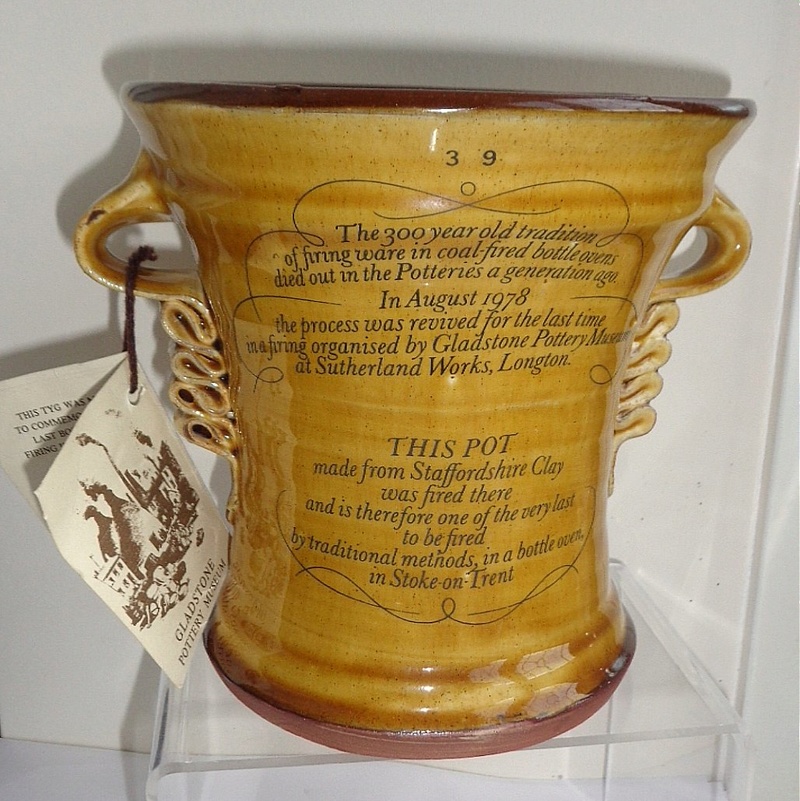 3 9
The 300 year old tradition
of firing ware in coal-fired bottle ovens
died out in the Potteries a generation ago.
In August 1978
the process was revived for the last time
in a firing organised by Gladstone Pottery Museum
at Sutherland Works, Longton.
THIS POT
made from Staffordshire Clay
was fired there
and is therefore one of the very last
to be fired
by traditional methods, in a bottle oven,
in Stoke-on-Trent
THIS TYG WAS
TO COMMEMO
LAST BO
FIRING
GLADSTONE
POTTERY MUSEUM